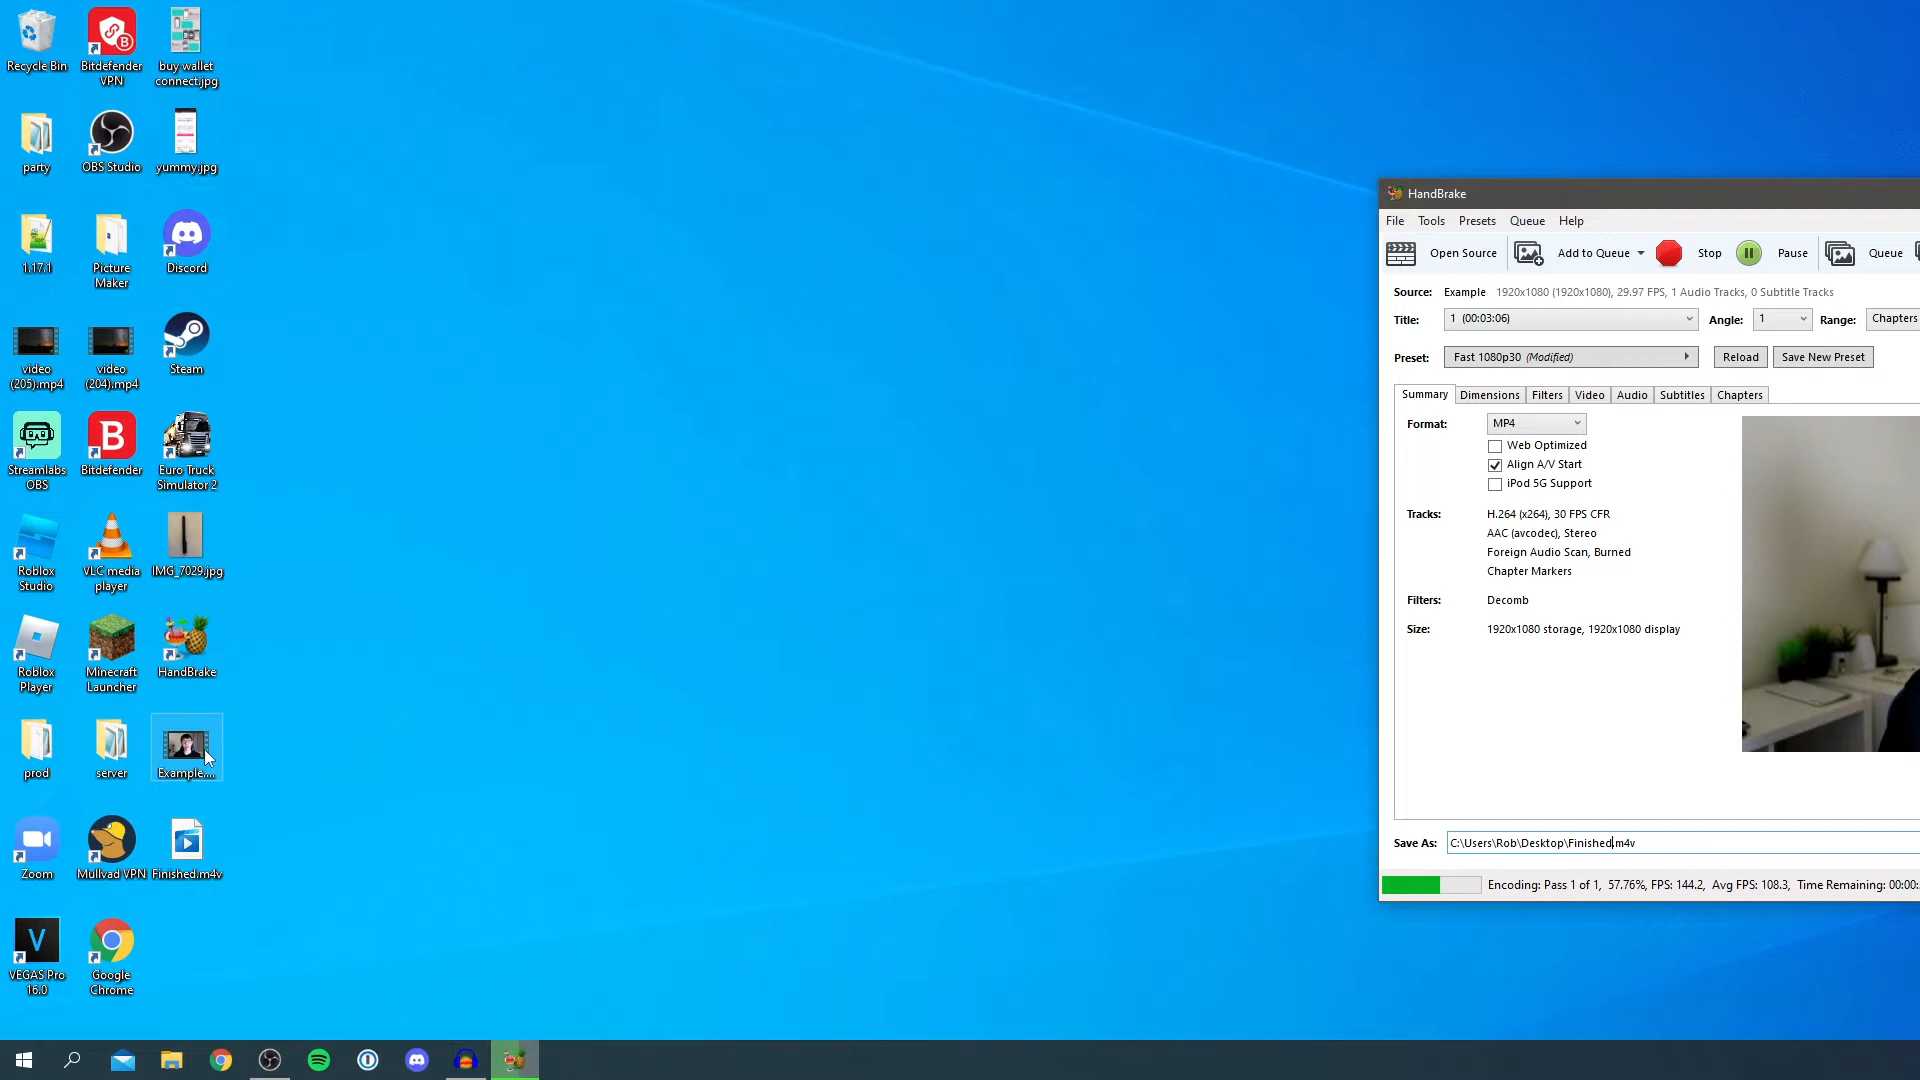 Recycle Bin
Bitdefender
VPN
buy wallet
connect.jpg
party
OBS Studio
yummy.jpg
1.17.1
Picture
Maker
Discord
video
(205).mp4
video
(204).mp4
Steam
Streamlabs
OBS
Bitdefender
Euro Truck
Simulator 2
Roblox
Studio
VLC media
player
IMG_7029.jpg
Roblox
Player
Minecraft
Launcher
HandBrake
prod
server
Example....
Zoom
Mullvad VPN
Finished.m4v
VEGAS Pro
16.0
Google
Chrome
HandBrake
File Tools Presets Queue Help
Open Source Add to Queue Stop Pause Queue
Source: Example 1920x1080 (1920x1080), 29.97 FPS, 1 Audio Tracks, 0 Subtitle Tracks
Title: 1 (00:03:06) Angle: 1 Range: Chapters
Preset: Fast 1080p30 (Modified) Reload Save New Preset
Summary Dimensions Filters Video Audio Subtitles Chapters
Format: MP4
Web Optimized
Align A/V Start
iPod 5G Support
Tracks: H.264 (x264), 30 FPS CFR
AAC (avcodec), Stereo
Foreign Audio Scan, Burned
Chapter Markers
Filters: Decomb
Size: 1920x1080 storage, 1920x1080 display
Save As: C:\Users\Rob\Desktop\Finished.m4v
Encoding: Pass 1 of 1, 57.76%, FPS: 144.2, Avg FPS: 108.3, Time Remaining: 00:00: